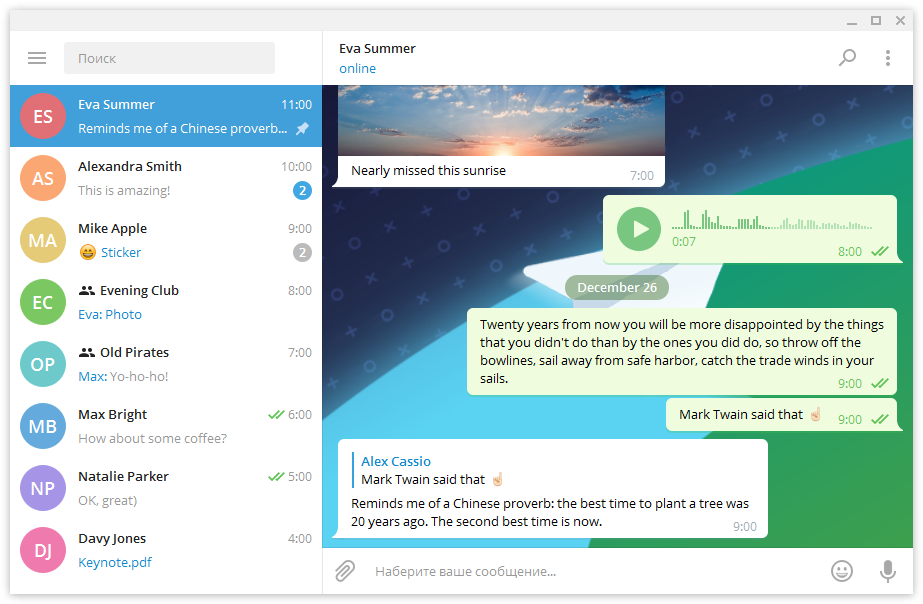 Поиск
ES
Eva Summer 11:00
Reminds me of a Chinese proverb...
AS
Alexandra Smith 10:00
This is amazing! 2
MA
Mike Apple 9:00
😄 Sticker 2
EC
Evening Club 8:00
Eva: Photo
OP
Old Pirates 7:00
Max: Yo-ho-ho!
MB
Max Bright 6:00
How about some coffee?
NP
Natalie Parker 5:00
OK, great)
DJ
Davy Jones 4:00
Keynote.pdf
Eva Summer
online
Nearly missed this sunrise 7:00
0:07 8:00
December 26
Twenty years from now you will be more disappointed by the things
that you didn't do than by the ones you did do, so throw off the
bowlines, sail away from safe harbor, catch the trade winds in your
sails. 9:00
Mark Twain said that ☝🏻 9:00
Alex Cassio
Mark Twain said that ☝🏻
Reminds me of a Chinese proverb: the best time to plant a tree was
20 years ago. The second best time is now. 9:00
Наберите ваше сообщение...